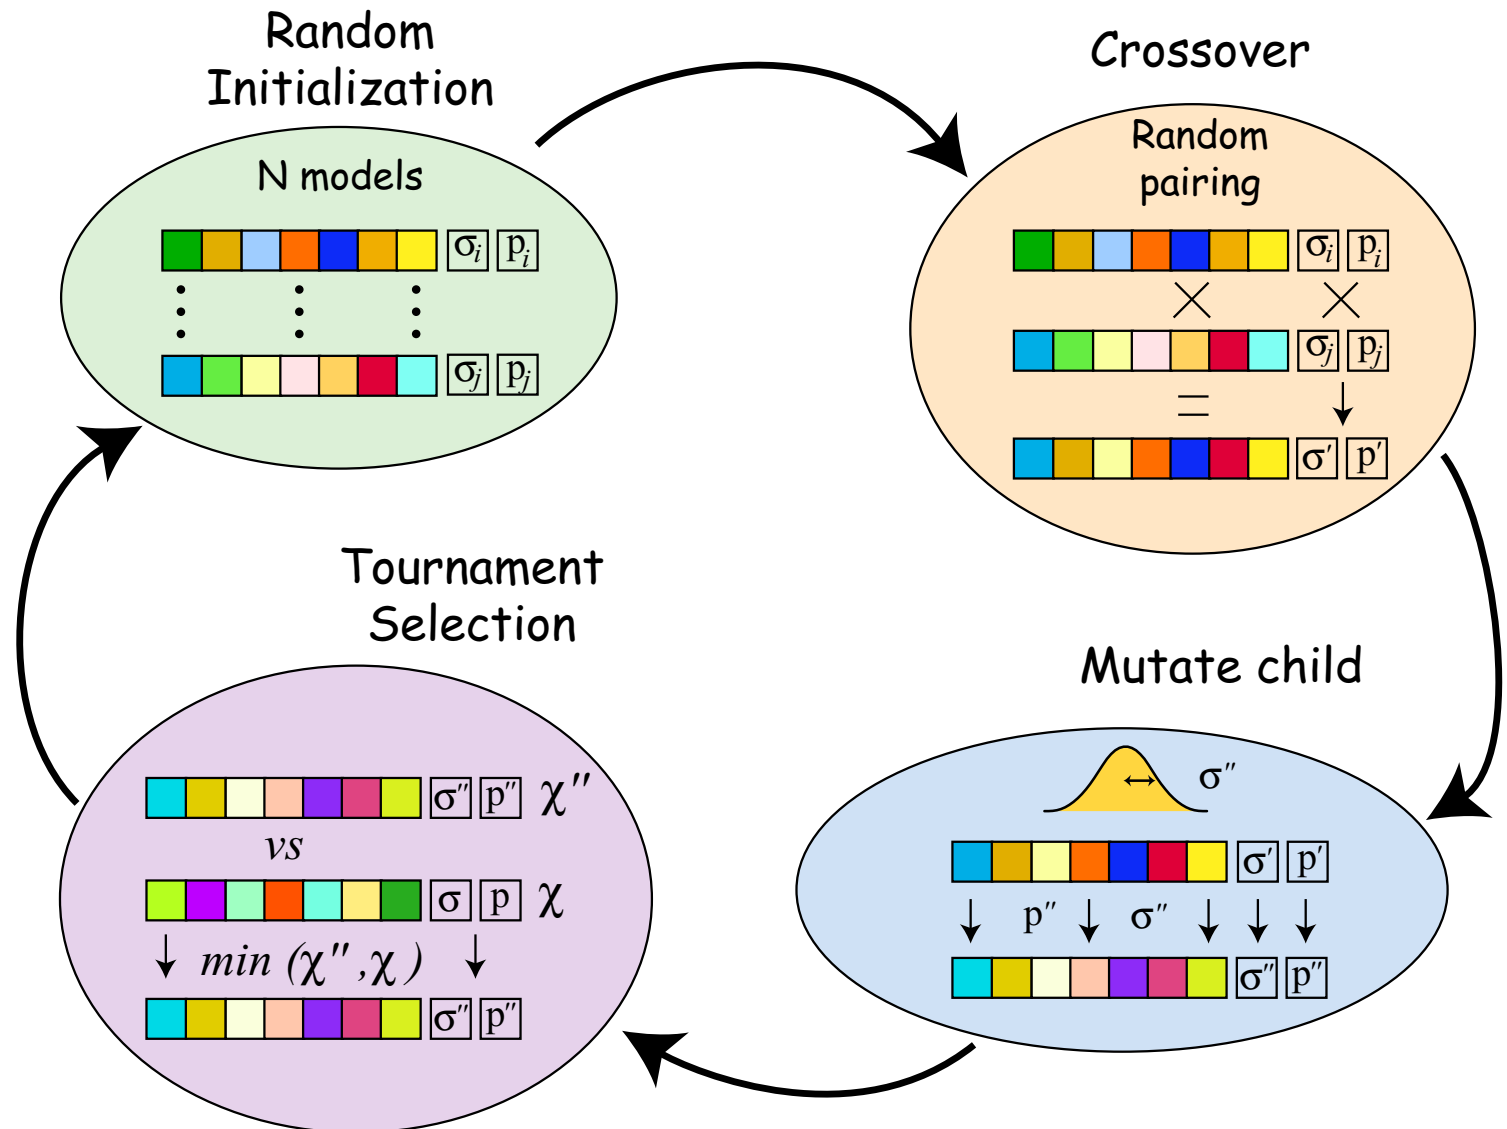 Random
Initialization
N models
σi pi
σj pj
Crossover
Random
pairing
σi pi
× ×
σj pj
=
σ' p'
Mutate child
σ''
σ' p'
p'' σ''
σ'' p''
Tournament
Selection
σ'' p'' χ''
vs
σ p χ
min (χ'',χ )
σ'' p''